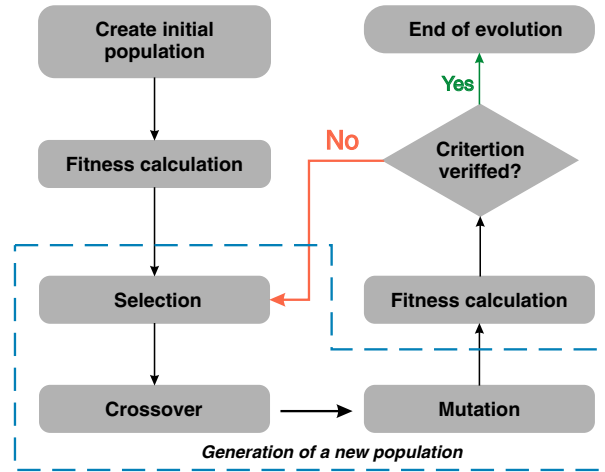 Create initial
population
Fitness calculation
Selection
Crossover
Mutation
Fitness calculation
Critertion
veriffed?
No
Yes
End of evolution
Generation of a new population